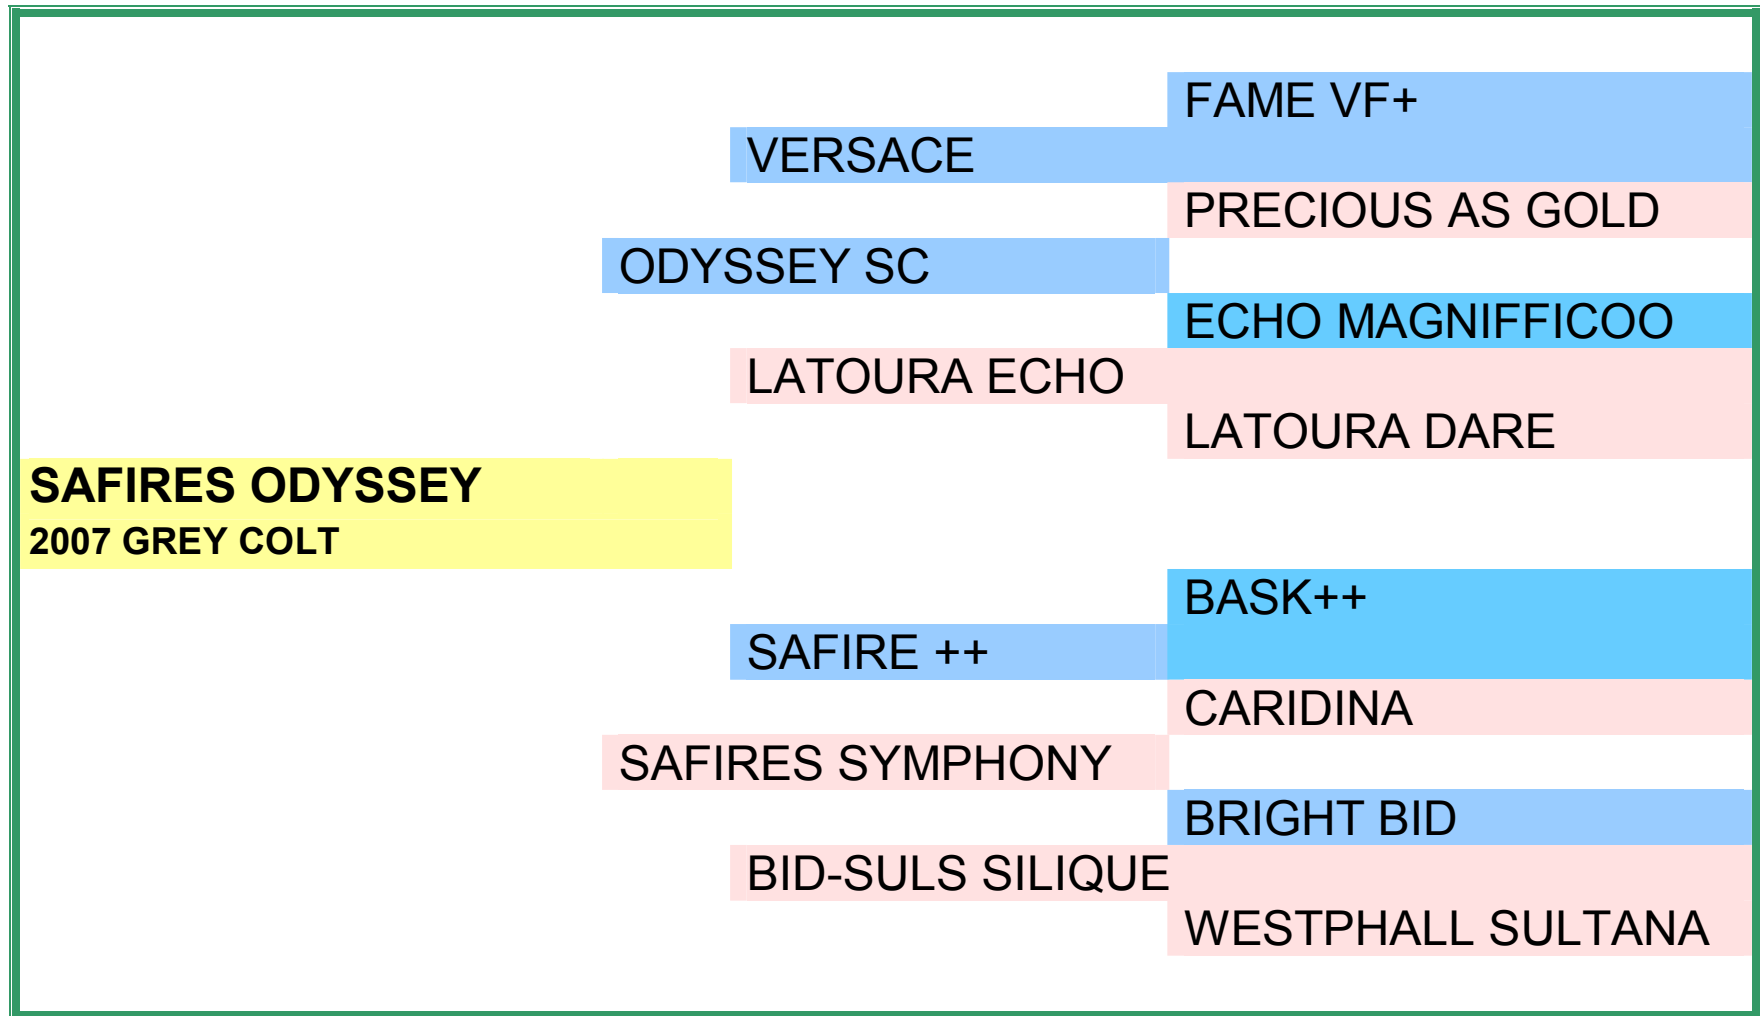 FAME VF+
VERSACE
PRECIOUS AS GOLD
ODYSSEY SC
ECHO MAGNIFFICOO
LATOURA ECHO
LATOURA DARE
SAFIRES ODYSSEY
2007 GREY COLT
BASK++
SAFIRE ++
CARIDINA
SAFIRES SYMPHONY
BRIGHT BID
BID-SULS SILIQUE
WESTPHALL SULTANA